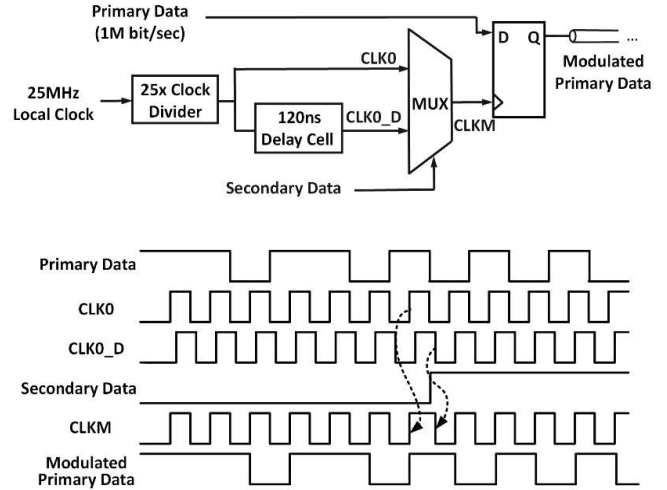 Primary Data
(1M bit/sec)
D Q
...
Modulated
Primary Data
CLK0
25MHz
Local Clock
25x Clock
Divider
MUX
120ns
Delay Cell
CLK0_D
CLKM
Secondary Data
Primary Data
CLK0
CLK0_D
Secondary Data
CLKM
Modulated
Primary Data